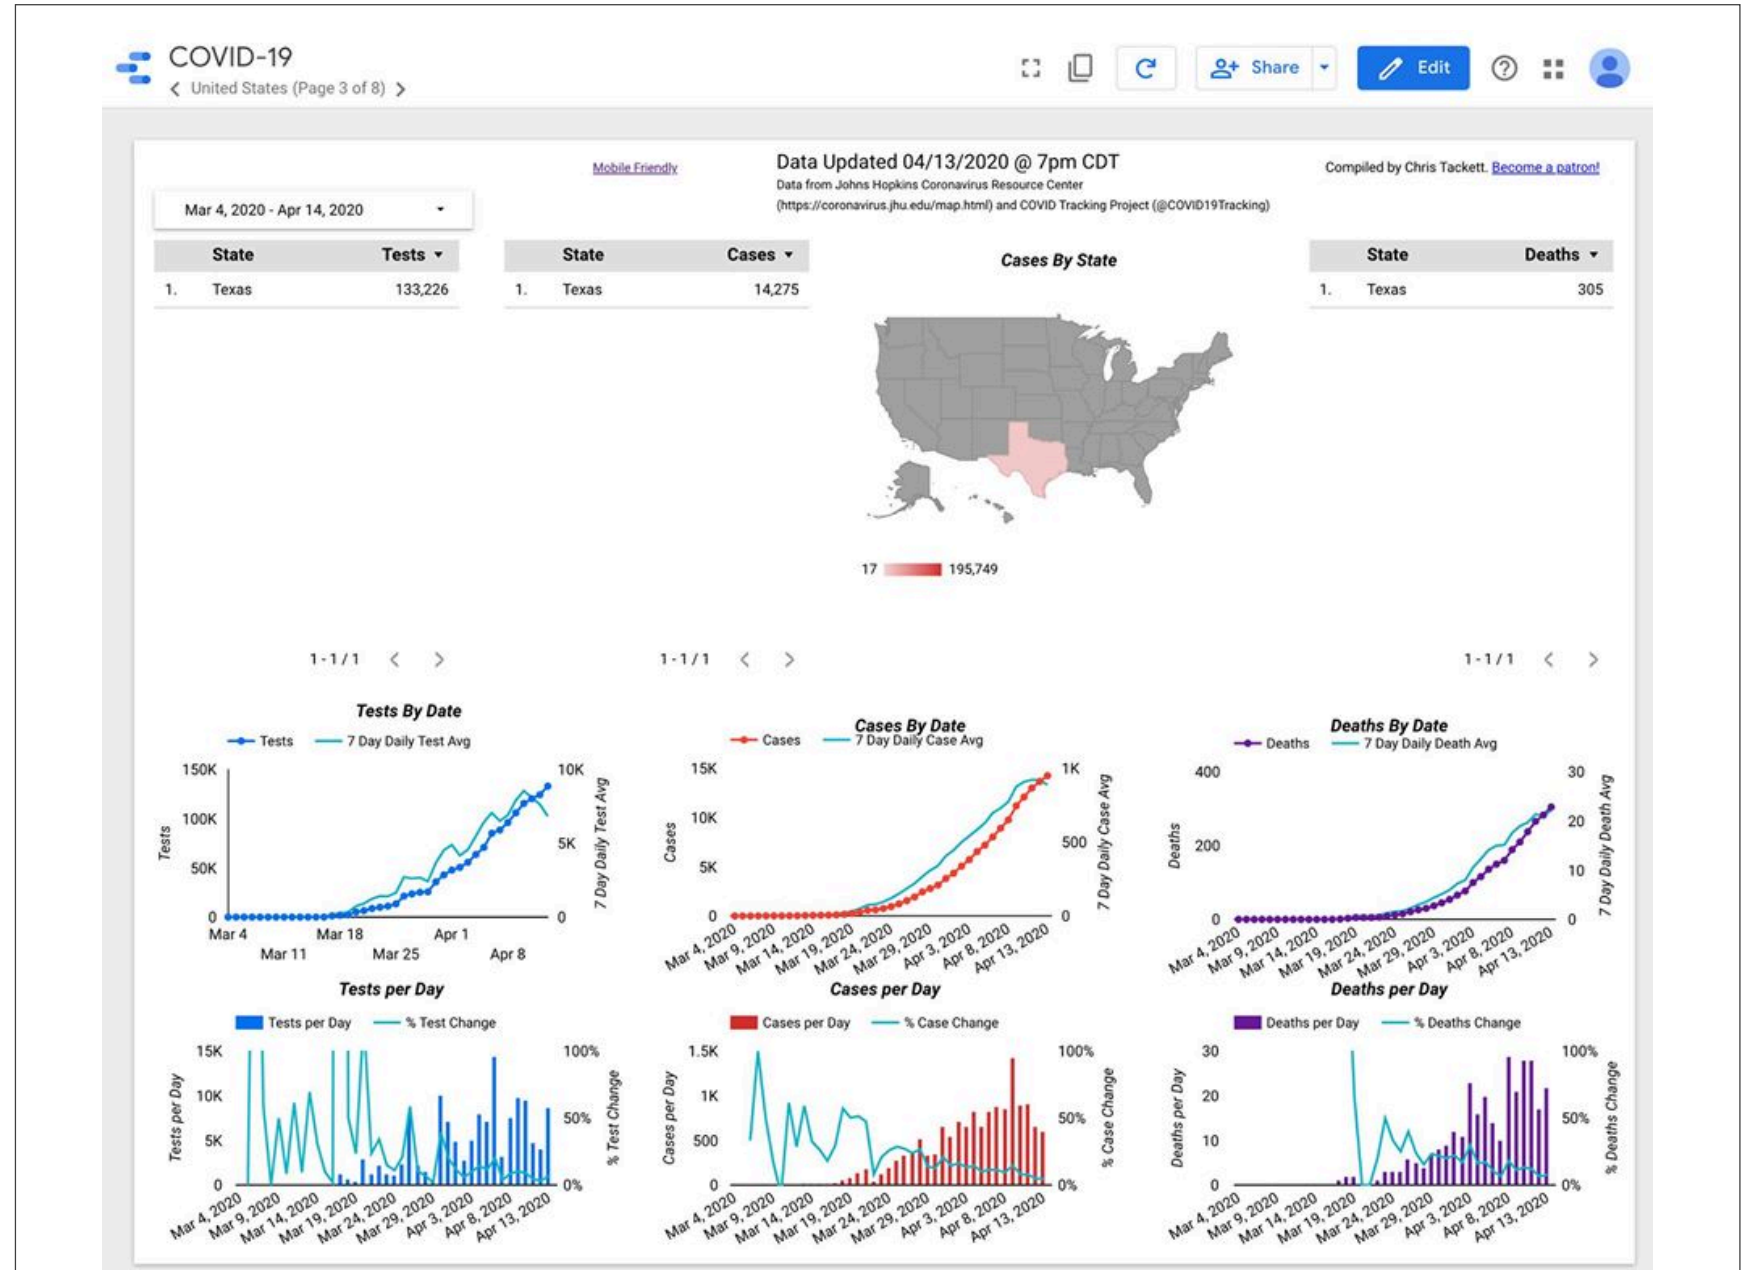 COVID-19
United States (Page 3 of 8)
Share
Edit
Mobile Friendly
Data Updated 04/13/2020 @ 7pm CDT
Compiled by Chris Tackett. Become a patron!
Data from Johns Hopkins Coronavirus Resource Center
(https://coronavirus.jhu.edu/map.html) and COVID Tracking Project (@COVID19Tracking)
Mar 4, 2020 - Apr 14, 2020
State Tests
1. Texas 133,226
State Cases
1. Texas 14,275
Cases By State
17 195,749
State Deaths
1. Texas 305
1 - 1 / 1
1 - 1 / 1
1 - 1 / 1
Tests By Date
Tests 7 Day Daily Test Avg
150K
100K
50K
0
Tests
10K
5K
0
7 Day Daily Test Avg
Mar 4 Mar 18 Apr 1
Mar 11 Mar 25 Apr 8
Cases By Date
Cases 7 Day Daily Case Avg
15K
10K
5K
0
Cases
1K
500
0
7 Day Daily Case Avg
Mar 4, 2020 Mar 9, 2020 Mar 14, 2020 Mar 19, 2020 Mar 24, 2020 Mar 29, 2020 Apr 3, 2020 Apr 8, 2020 Apr 13, 2020
Deaths By Date
Deaths 7 Day Daily Death Avg
400
200
0
Deaths
30
20
10
0
7 Day Daily Death Avg
Mar 4, 2020 Mar 9, 2020 Mar 14, 2020 Mar 19, 2020 Mar 24, 2020 Mar 29, 2020 Apr 3, 2020 Apr 8, 2020 Apr 13, 2020
Tests per Day
Tests per Day % Test Change
15K
10K
5K
0
Tests per Day
100%
50%
0%
% Test Change
Mar 4, 2020 Mar 9, 2020 Mar 14, 2020 Mar 19, 2020 Mar 24, 2020 Mar 29, 2020 Apr 3, 2020 Apr 8, 2020 Apr 13, 2020
Cases per Day
Cases per Day % Case Change
1.5K
1K
500
0
Cases per Day
100%
50%
0%
% Case Change
Mar 4, 2020 Mar 9, 2020 Mar 14, 2020 Mar 19, 2020 Mar 24, 2020 Mar 29, 2020 Apr 3, 2020 Apr 8, 2020 Apr 13, 2020
Deaths per Day
Deaths per Day % Deaths Change
30
20
10
0
Deaths per Day
100%
50%
0%
% Deaths Change
Mar 4, 2020 Mar 9, 2020 Mar 14, 2020 Mar 19, 2020 Mar 24, 2020 Mar 29, 2020 Apr 3, 2020 Apr 8, 2020 Apr 13, 2020